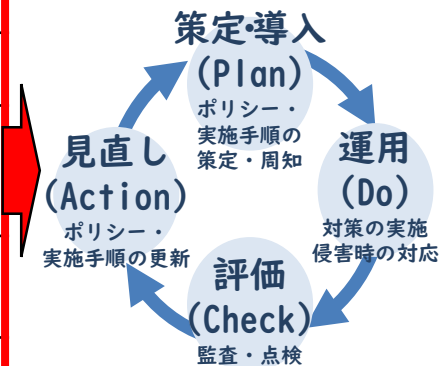 策定・導入
(Plan)
ポリシー・
実施手順の
策定・周知
運用
(Do)
対策の実施
侵害時の対応
評価
(Check)
監査・点検
見直し
(Action)
ポリシー・
実施手順の更新